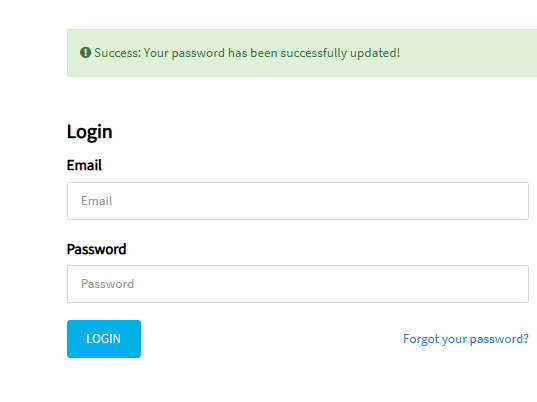 Success: Your password has been successfully updated!
Login
Email
Email
Password
Password
LOGIN
Forgot your password?